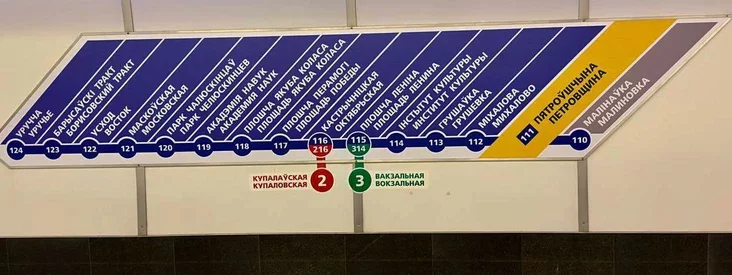 УРУЧЧА
УРУЧЬЕ
БАРЫСАЎСКІ ТРАКТ
БОРИСОВСКИЙ ТРАКТ
УСХОД
ВОСТОК
МАСКОЎСКАЯ
МОСКОВСКАЯ
ПАРК ЧАЛЮСКІНЦАЎ
ПАРК ЧЕЛЮСКИНЦЕВ
АКАДЭМІЯ НАВУК
АКАДЕМИЯ НАУК
ПЛОШЧА ЯКУБА КОЛАСА
ПЛОЩАДЬ ЯКУБА КОЛАСА
ПЛОШЧА ПЕРАМОГІ
ПЛОЩАДЬ ПОБЕДЫ
КАСТРЫЧНІЦКАЯ
ОКТЯБРЬСКАЯ
ПЛОШЧА ЛЕНІНА
ПЛОЩАДЬ ЛЕНИНА
ІНСТЫТУТ КУЛЬТУРЫ
ИНСТИТУТ КУЛЬТУРЫ
ГРУШАЎКА
ГРУШЕВКА
МІХАЛОВА
МИХАЛОВО
111 ПЯТРОЎШЧЫНА
ПЕТРОВЩИНА
МАЛІНАЎКА
МАЛИНОВКА
124 123 122 121 120 119 118 117 116 115 114 113 112 110
216 314
КУПАЛАЎСКАЯ
КУПАЛОВСКАЯ
2
3
ВАКЗАЛЬНАЯ
ВОКЗАЛЬНАЯ